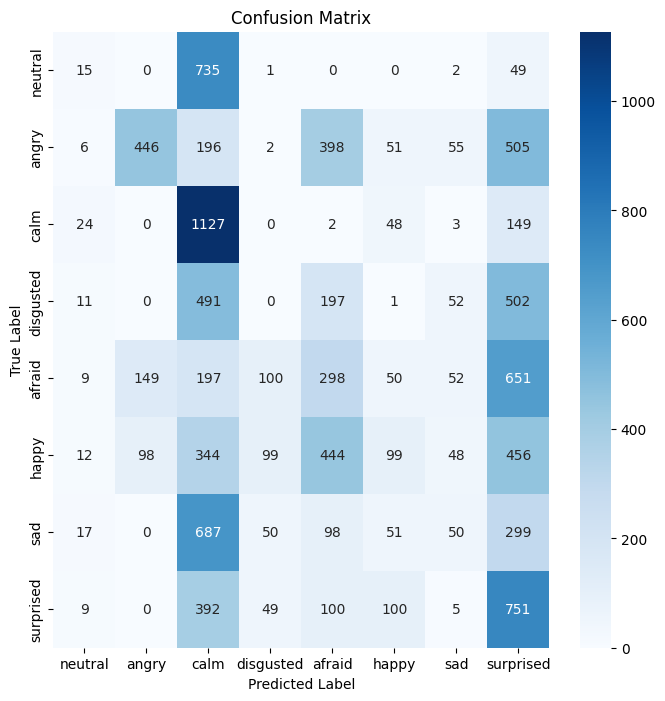 Confusion Matrix
neutral 15 0 735 1 0 0 2 49
angry 6 446 196 2 398 51 55 505
calm 24 0 1127 0 2 48 3 149
disgusted 11 0 491 0 197 1 52 502
afraid 9 149 197 100 298 50 52 651
happy 12 98 344 99 444 99 48 456
sad 17 0 687 50 98 51 50 299
surprised 9 0 392 49 100 100 5 751
neutral angry calm disgusted afraid happy sad surprised
Predicted Label
True Label
1000
800
600
400
200
0